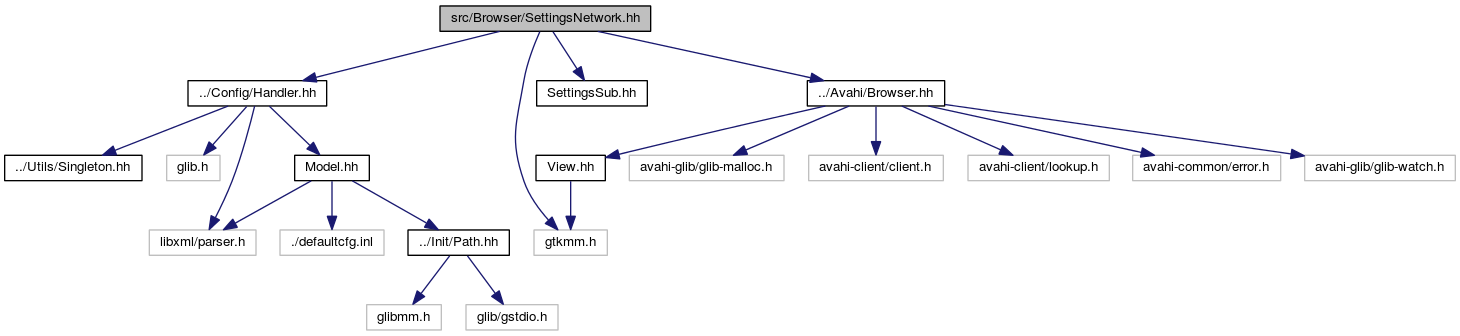 src/Browser/SettingsNetwork.hh
../Config/Handler.hh
SettingsSub.hh
../Avahi/Browser.hh
../Utils/Singleton.hh
glib.h
Model.hh
View.hh
avahi-glib/glib-malloc.h
avahi-client/client.h
avahi-client/lookup.h
avahi-common/error.h
avahi-glib/glib-watch.h
libxml/parser.h
./defaultcfg.inl
../Init/Path.hh
gtkmm.h
glibmm.h
glib/gstdio.h